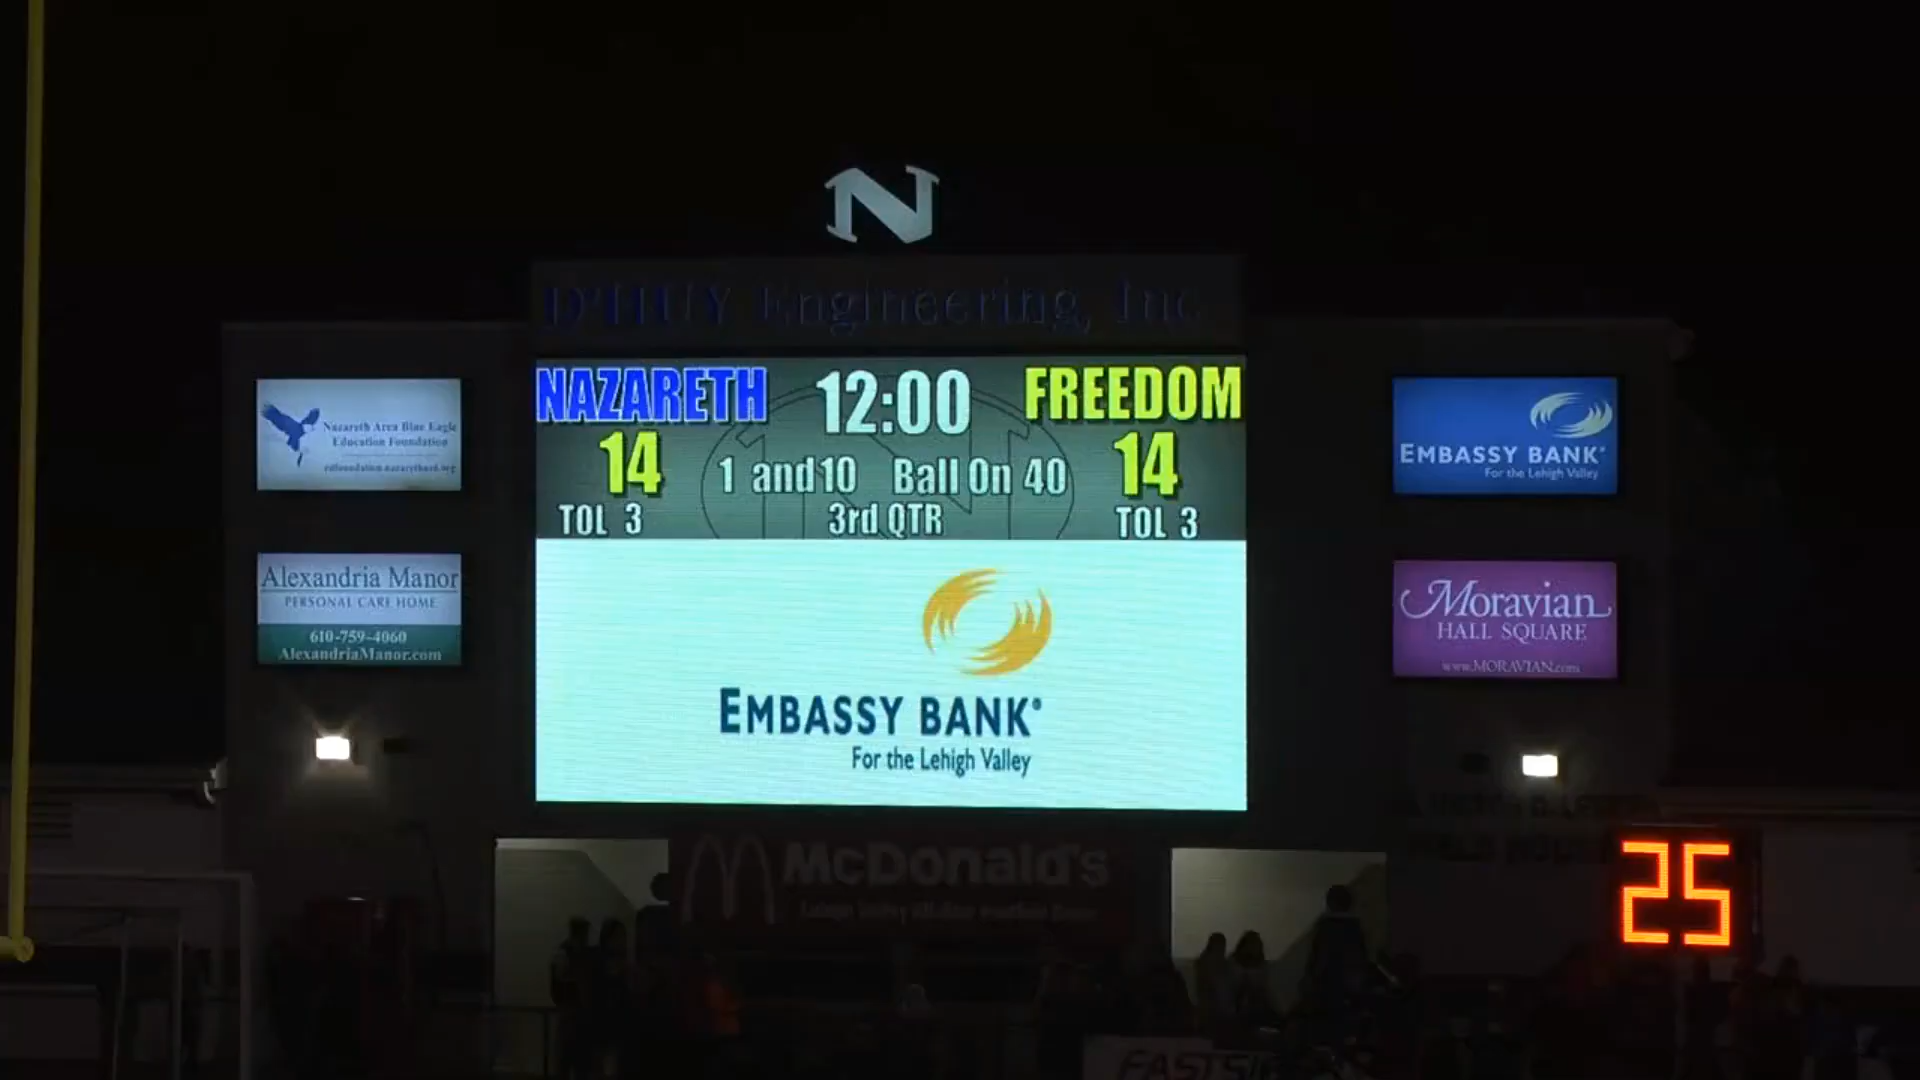 N
D'HUY Engineering, Inc
NAZARETH 12:00 FREEDOM
14 1 and 10 Ball On 40 14
TOL 3 3rd QTR TOL 3
EMBASSY BANK®
For the Lehigh Valley
Nazareth Area Blue Eagle
Education Foundation
Alexandria Manor
PERSONAL CARE HOME
610-759-4060
AlexandriaManor.com
EMBASSY BANK®
For the Lehigh Valley
Moravian
HALL SQUARE
www.MORAVIAN.com
McDonald's
25